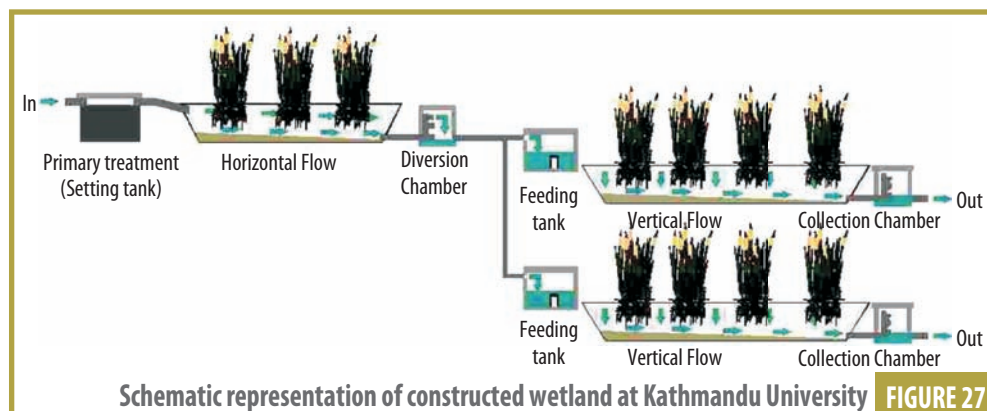 In
Primary treatment
(Setting tank)
Horizontal Flow
Diversion
Chamber
Feeding
tank
Vertical Flow
Collection Chamber
Out
Feeding
tank
Vertical Flow
Collection Chamber
Out
Schematic representation of constructed wetland at Kathmandu University FIGURE 27